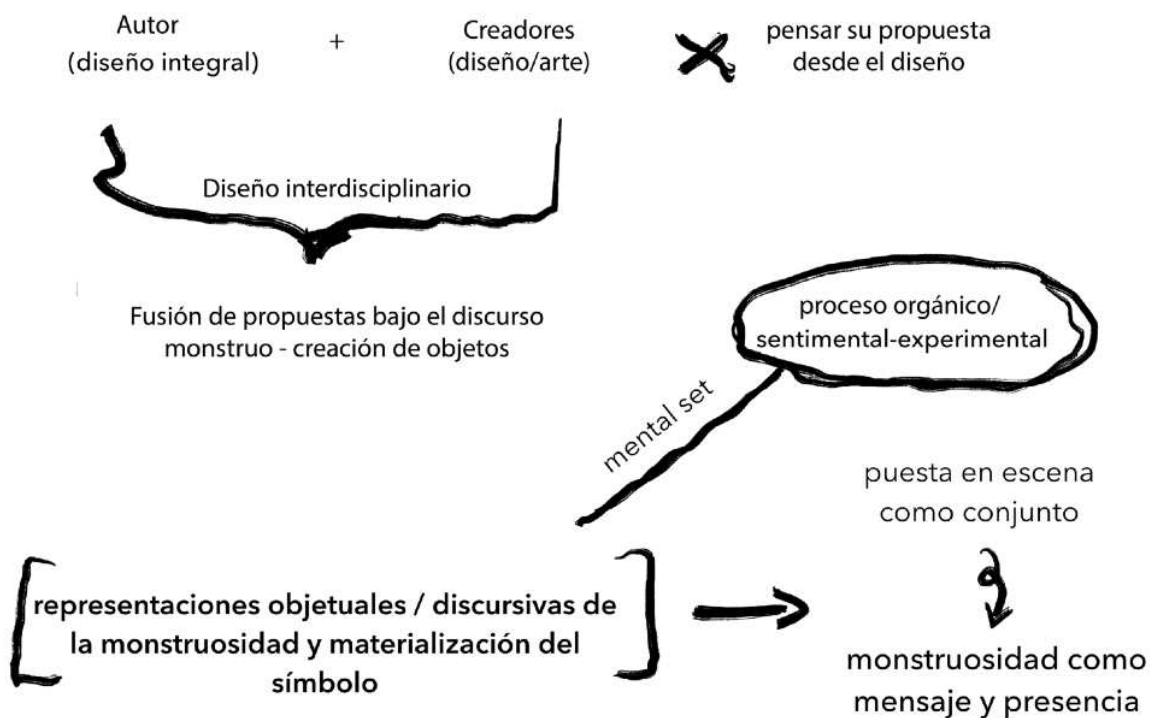 Autor
(diseño integral)
+
Creadores
(diseño/arte)
pensar su propuesta
desde el diseño
Diseño interdisciplinario
Fusión de propuestas bajo el discurso
monstruo - creación de objetos
proceso orgánico/
sentimental-experimental
mental set
puesta en escena
como conjunto
representaciones objetuales / discursivas de
la monstruosidad y materialización del
símbolo
monstruosidad como
mensaje y presencia